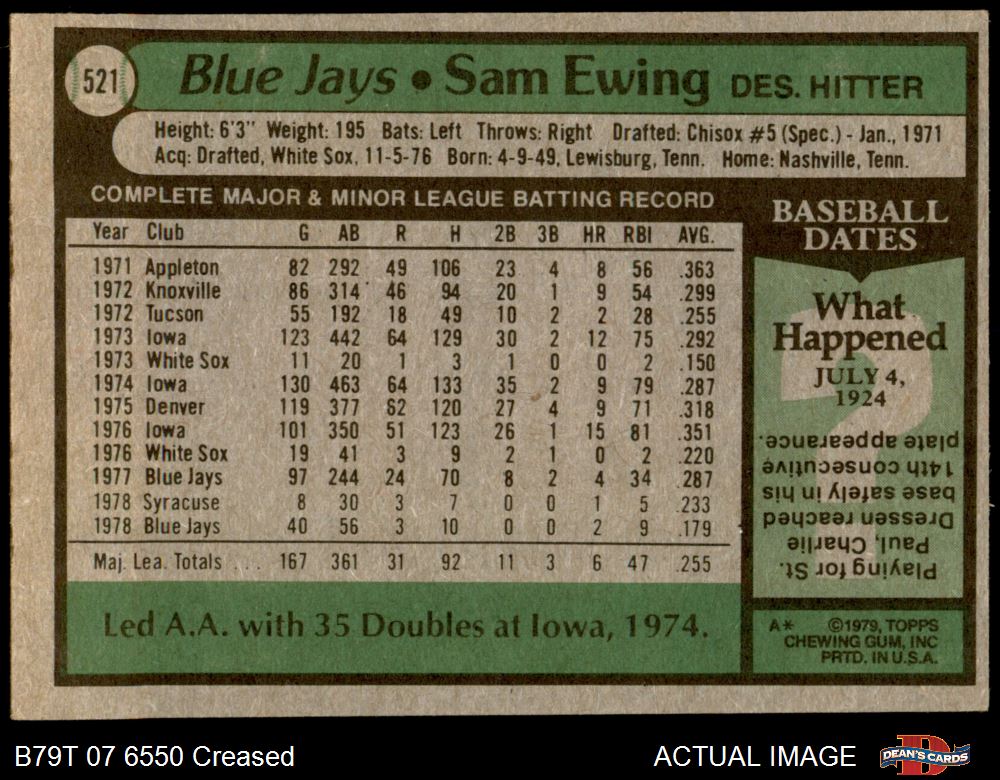 521
Blue Jays • Sam Ewing DES. HITTER
Height: 6'3" Weight: 195 Bats: Left Throws: Right Drafted: Chisox #5 (Spec.) - Jan., 1971
Acq: Drafted, White Sox, 11-5-76 Born: 4-9-49, Lewisburg, Tenn. Home: Nashville, Tenn.
COMPLETE MAJOR & MINOR LEAGUE BATTING RECORD
Year Club G AB R H 2B 3B HR RBI AVG.
1971 Appleton 82 292 49 106 23 4 8 56 .363
1972 Knoxville 86 314 46 94 20 1 9 54 .299
1972 Tucson 55 192 18 49 10 2 2 28 .255
1973 Iowa 123 442 64 129 30 2 12 75 .292
1973 White Sox 11 20 1 3 1 0 0 2 .150
1974 Iowa 130 463 64 133 35 2 9 79 .287
1975 Denver 119 377 62 120 27 4 9 71 .318
1976 Iowa 101 350 51 123 26 1 15 81 .351
1976 White Sox 19 41 3 9 2 1 0 2 .220
1977 Blue Jays 97 244 24 70 8 2 4 34 .287
1978 Syracuse 8 30 3 7 0 0 1 5 .233
1978 Blue Jays 40 56 3 10 0 0 2 9 .179
Maj. Lea. Totals ... 167 361 31 92 11 3 6 47 .255
Led A.A. with 35 Doubles at Iowa, 1974.
BASEBALL
DATES
What
Happened
JULY 4,
1924
?
Playing for St.
Paul, Charlie
Dressen reached
base safely in his
14th consecutive
plate appearance.
A* ©1979, TOPPS
CHEWING GUM, INC
PRTD. IN U.S.A.
B79T 07 6550 Creased
ACTUAL IMAGE
D
DEAN'S CARDS